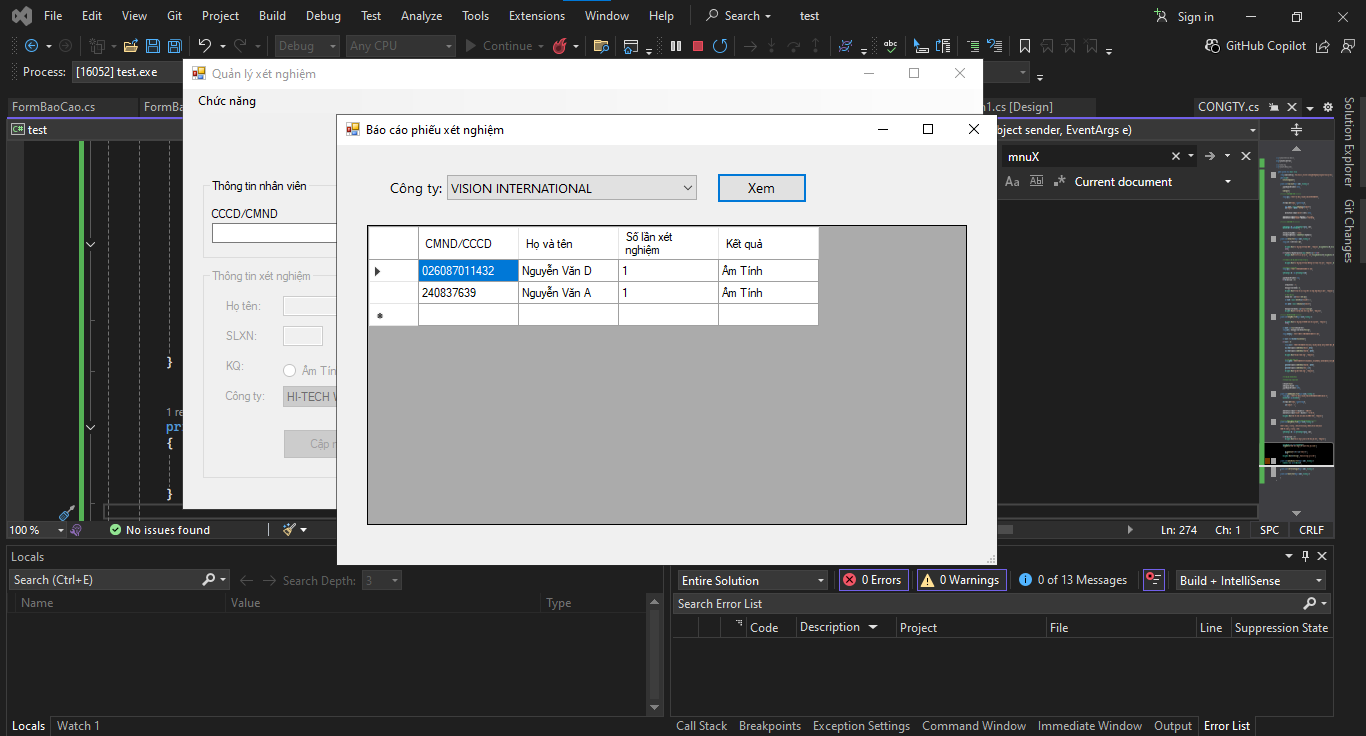 File Edit View Git Project Build Debug Test Analyze Tools Extensions Window Help Search test Sign in
Debug Any CPU Continue GitHub Copilot
Process: [16052] test.exe
Quản lý xét nghiệm
Chức năng
FormBaoCao.cs
[Design] CONGTY.cs
test
object sender, EventArgs e)
Báo cáo phiếu xét nghiệm
mnuX
Aa Ab Current document
Công ty: VISION INTERNATIONAL Xem
Thông tin nhân viên
CCCD/CMND
CMND/CCCD Họ và tên Số lần xét nghiệm Kết quả
026087011432 Nguyễn Văn D 1 Âm Tính
240837639 Nguyễn Văn A 1 Âm Tính
*
Thông tin xét nghiệm
Họ tên:
SLXN:
KQ:
Công ty:
}
{
}
Solution Explorer
Git Changes
100 % No issues found Ln: 274 Ch: 1 SPC CRLF
Locals
Search (Ctrl+E) Search Depth: 3
Name Value Type
Entire Solution 0 Errors 0 Warnings 0 of 13 Messages Build + IntelliSense
Search Error List
Code Description Project File Line Suppression State
Locals Watch 1
Call Stack Breakpoints Exception Settings Command Window Immediate Window Output Error List